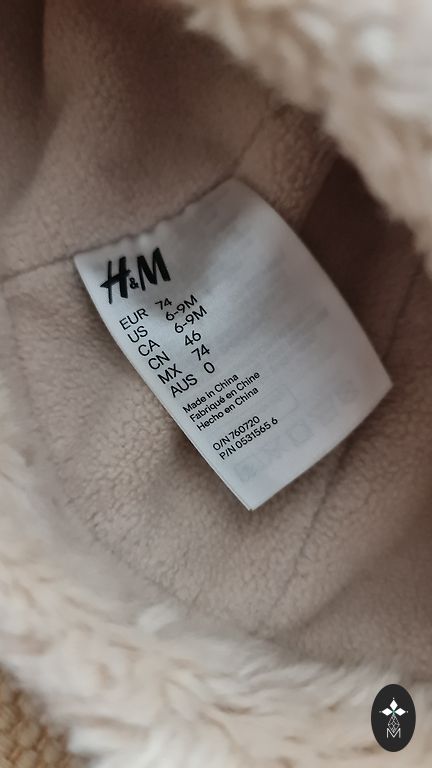 H&M
EUR 74
US 6-9M
CA 6-9M
CN 46
MX 74
AUS 0
Made in China
Fabriqué en Chine
Hecho en China
O/N 760720
P/N 0531565 6
M